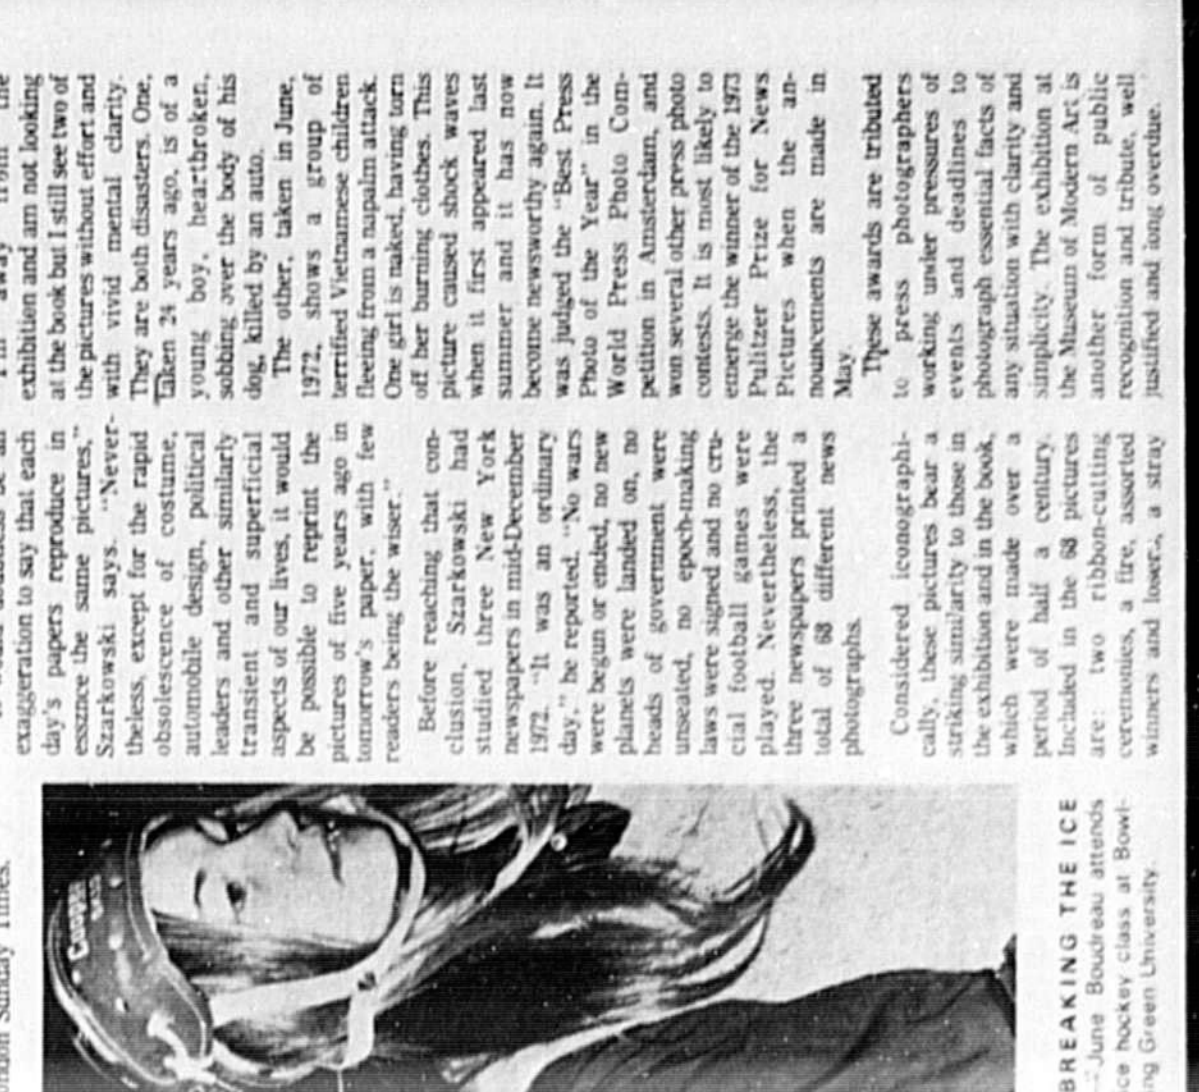 ndon Sunday Times.
COOPER
BREAKING THE ICE
June Boudreau attends
ce hockey class at Bowl-
ng Green University.
exaggeration to say that each
day's papers reproduce in
essznce the same pictures,"
Szarkowski says. "Never-
theless, except for the rapid
obsolescence of costume,
automobile design, political
leaders and other similarly
transient and superficial
aspects of our lives, it would
be possible to reprint the
pictures of five years ago in
tomorrow's paper, with few
readers being the wiser."
Before reaching that con-
clusion, Szarkowski had
studied three New York
newspapers in mid-December
1972. "It was an ordinary
day," he reported. "No wars
were begun or ended, no new
planets were landed on, no
heads of government were
unseated, no epoch-making
laws were signed and no cru-
cial football games were
played. Nevertheless, the
three newspapers printed a
total of 68 different news
photographs.
Considered iconographi-
cally, these pictures bear a
striking similarity to those in
the exhibition and in the book,
which were made over a
period of half a century.
Included in the 68 pictures
are: two ribbon-cutting
ceremonies, a fire, assorted
winners and losers, a stray
away from the
exhibition and am not looking
at the book but I still see two of
the pictures without effort and
with vivid mental clarity.
They are both disasters. One,
taken 24 years ago, is of a
young boy, heartbroken,
sobbing over the body of his
dog, killed by an auto.
The other, taken in June,
1972, shows a group of
terrified Vietnamese children
fleeing from a napalm attack.
One girl is naked, having torn
off her burning clothes. This
picture caused shock waves
when it first appeared last
summer and it has now
become newsworthy again. It
was judged the "Best Press
Photo of the Year" in the
World Press Photo Com-
petition in Amsterdam, and
won several other press photo
contests. It is most likely to
emerge the winner of the 1973
Pulitzer Prize for News
Pictures when the an-
nouncements are made in
May.
These awards are tributed
to press photographers
working under pressures of
events and deadlines to
photograph essential facts of
any situation with clarity and
simplicity. The exhibition at
the Museum of Modern Art is
another form of public
recognition and tribute, well
justified and long overdue.